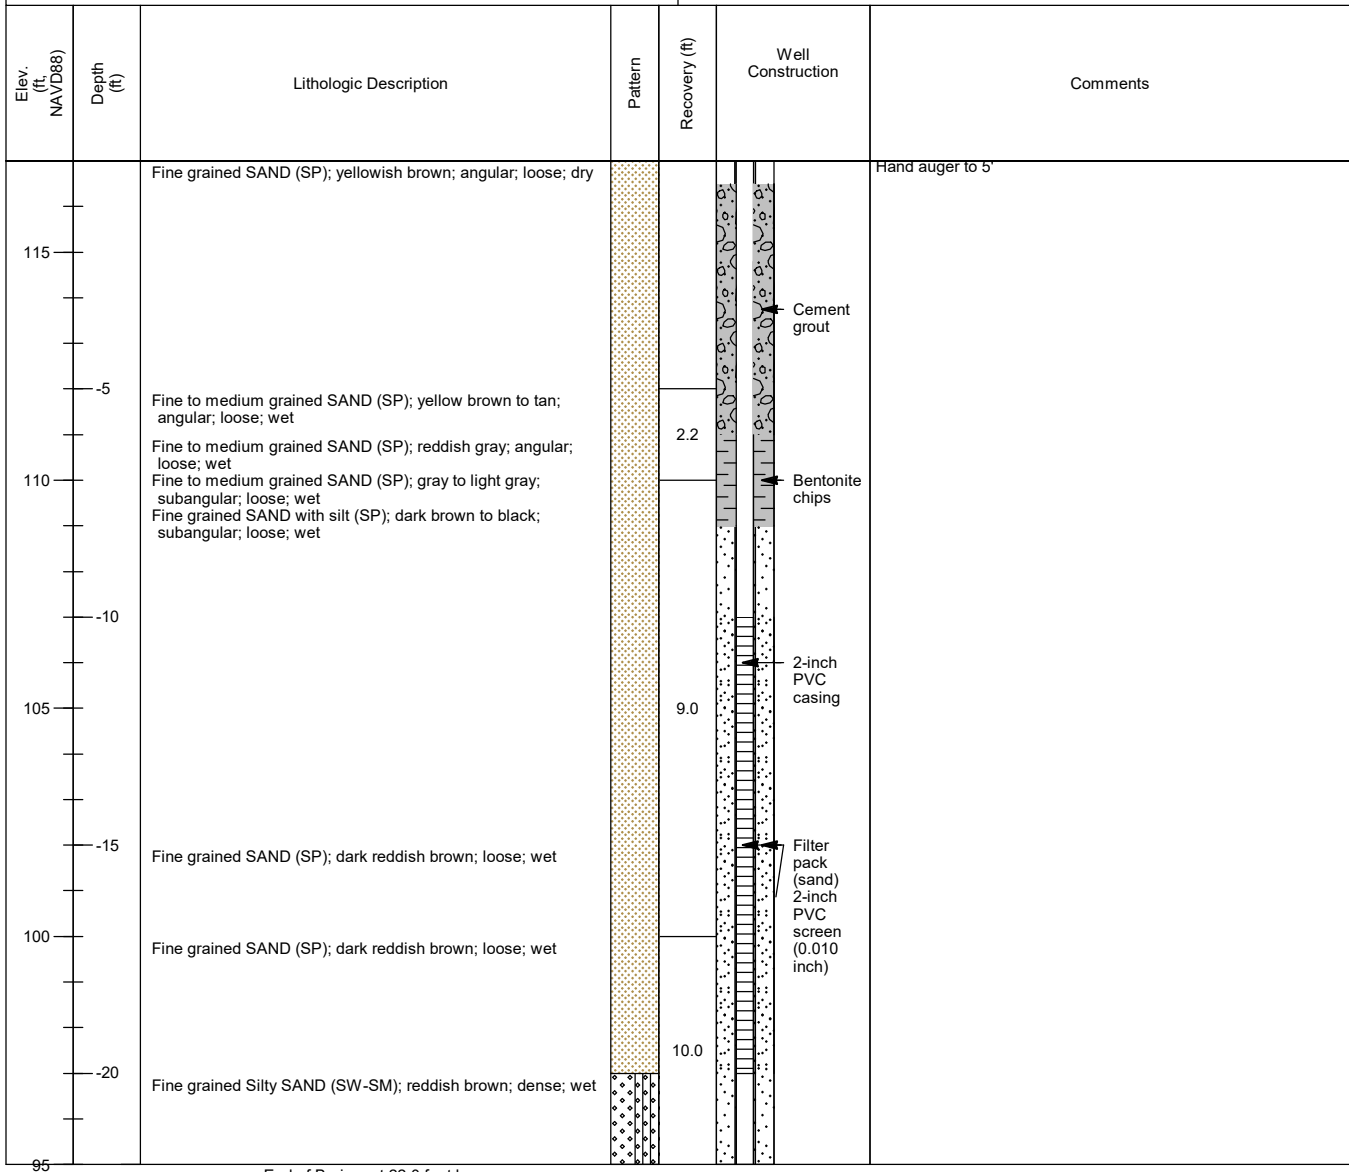 Elev.
(ft,
NAVD88)
Depth
(ft)
Lithologic Description
Pattern
Recovery (ft)
Well
Construction
Comments
Fine grained SAND (SP); yellowish brown; angular; loose; dry
Hand auger to 5'
115
Cement
grout
-5
Fine to medium grained SAND (SP); yellow brown to tan;
angular; loose; wet
2.2
Fine to medium grained SAND (SP); reddish gray; angular;
loose; wet
110
Fine to medium grained SAND (SP); gray to light gray;
subangular; loose; wet
Bentonite
chips
Fine grained SAND with silt (SP); dark brown to black;
subangular; loose; wet
-10
2-inch
PVC
casing
105
9.0
-15
Fine grained SAND (SP); dark reddish brown; loose; wet
Filter
pack
(sand)
2-inch
PVC
screen
(0.010
inch)
100
Fine grained SAND (SP); dark reddish brown; loose; wet
10.0
-20
Fine grained Silty SAND (SW-SM); reddish brown; dense; wet
95